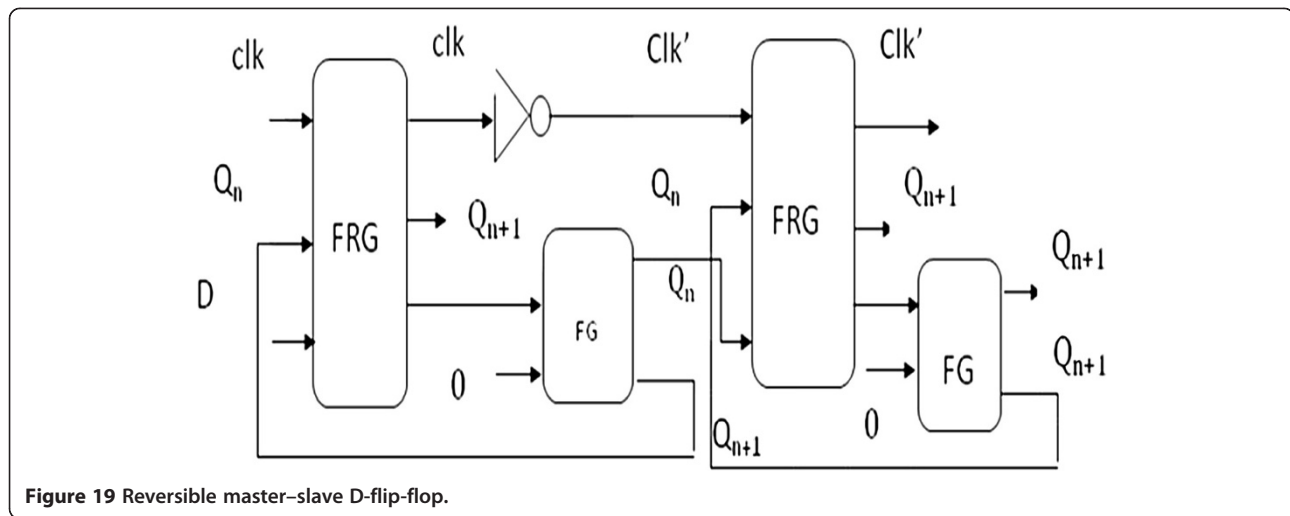 clk
clk
Clk’
Clk’
Qn
Qn
Qn+1
FRG
Qn+1
FRG
D
Qn
Qn+1
FG
0
FG
Qn+1
0
Qn+1
Figure 19 Reversible master–slave D-flip-flop.